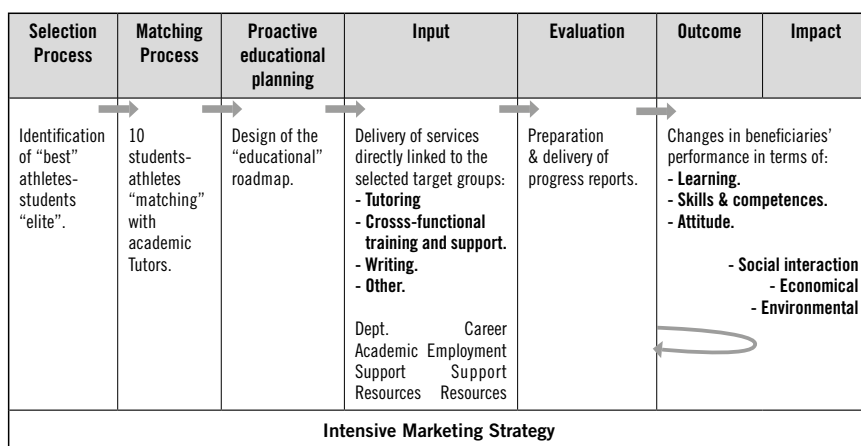 Selection
Process
Matching
Process
Proactive
educational
planning
Input
Evaluation
Outcome
Impact
Identification
of “best”
athletes-
students
“elite”.
10
students-
athletes
“matching”
with
academic
Tutors.
Design of the
“educational”
roadmap.
Delivery of services
directly linked to the
selected target groups:
- Tutoring
- Crosss-functional
training and support.
- Writing.
- Other.
Dept. Career
Academic Employment
Support Support
Resources Resources
Preparation
& delivery of
progress reports.
Changes in beneficiaries’
performance in terms of:
- Learning.
- Skills & competences.
- Attitude.
- Social interaction
- Economical
- Environmental
Intensive Marketing Strategy